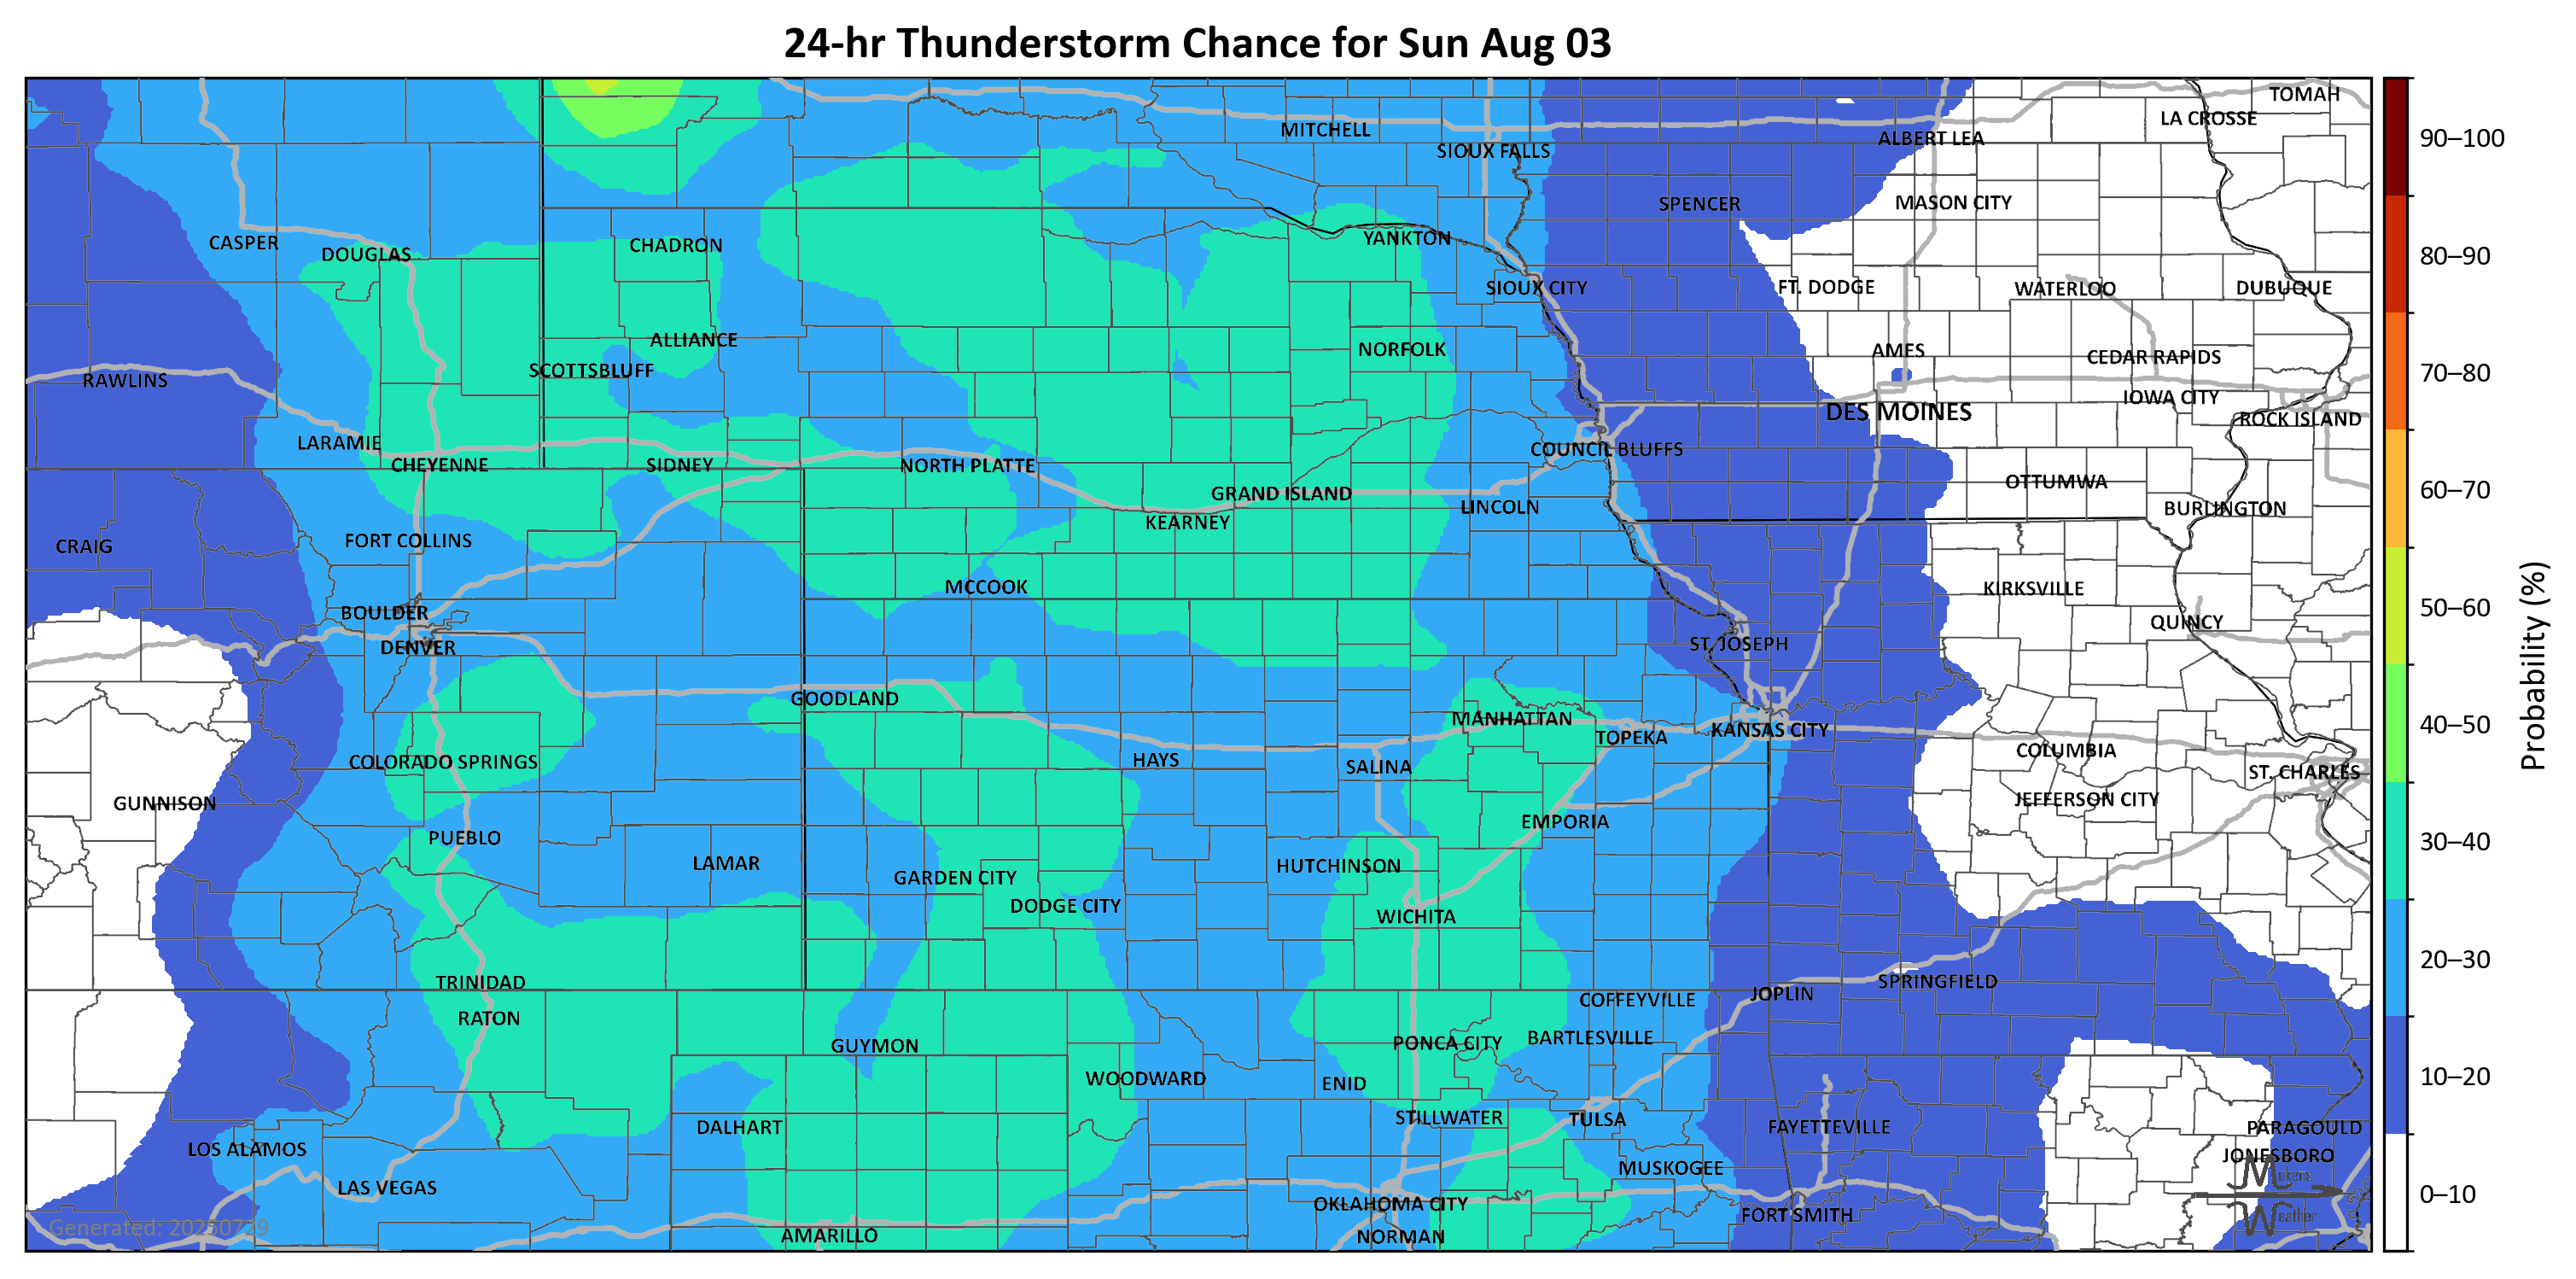 24-hr Thunderstorm Chance for Sun Aug 03
TOMAH
LA CROSSE
MITCHELL
ALBERT LEA
90–100
SIOUX FALLS
SPENCER
MASON CITY
CASPER
DOUGLAS
CHADRON
YANKTON
80–90
SIOUX CITY
FT. DODGE
WATERLOO
DUBUQUE
ALLIANCE
NORFOLK
AMES
CEDAR RAPIDS
RAWLINS
SCOTTSBLUFF
70–80
IOWA CITY
DES MOINES
ROCK ISLAND
LARAMIE
COUNCIL BLUFFS
CHEYENNE
SIDNEY
NORTH PLATTE
OTTUMWA
60–70
GRAND ISLAND
LINCOLN
BURLINGTON
KEARNEY
CRAIG
FORT COLLINS
MCCOOK
KIRKSVILLE
BOULDER
QUINCY
50–60
DENVER
ST. JOSEPH
Probability (%)
GOODLAND
MANHATTAN
TOPEKA
KANSAS CITY
40–50
COLORADO SPRINGS
HAYS
SALINA
COLUMBIA
ST. CHARLES
GUNNISON
JEFFERSON CITY
PUEBLO
EMPORIA
30–40
LAMAR
GARDEN CITY
HUTCHINSON
DODGE CITY
WICHITA
TRINIDAD
SPRINGFIELD
20–30
COFFEYVILLE
JOPLIN
RATON
GUYMON
PONCA CITY
BARTLESVILLE
WOODWARD
ENID
10–20
DALHART
STILLWATER
TULSA
FAYETTEVILLE
PARAGOULD
LOS ALAMOS
JONESBORO
MUSKOGEE
Mekens
LAS VEGAS
OKLAHOMA CITY
0–10
FORT SMITH
Weather
Generated: 20250729
AMARILLO
NORMAN